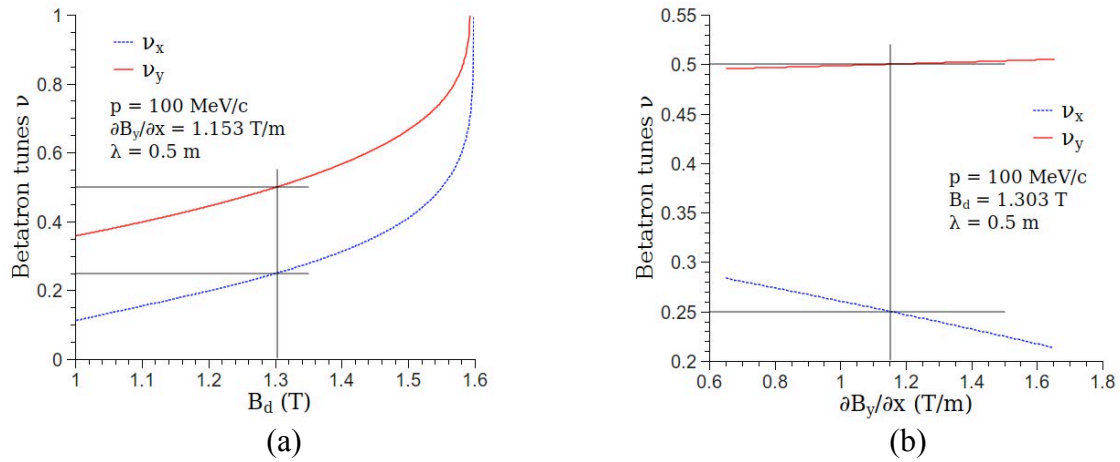 1
0.8
0.6
0.4
0.2
0
Betatron tunes ν
νx
νy
p = 100 MeV/c
∂By/∂x = 1.153 T/m
λ = 0.5 m
1 1.1 1.2 1.3 1.4 1.5 1.6
Bd (T)
(a)
0.55
0.5
0.45
0.4
0.35
0.3
0.25
0.2
Betatron tunes ν
νx
νy
p = 100 MeV/c
Bd = 1.303 T
λ = 0.5 m
0.6 0.8 1 1.2 1.4 1.6 1.8
∂By/∂x (T/m)
(b)